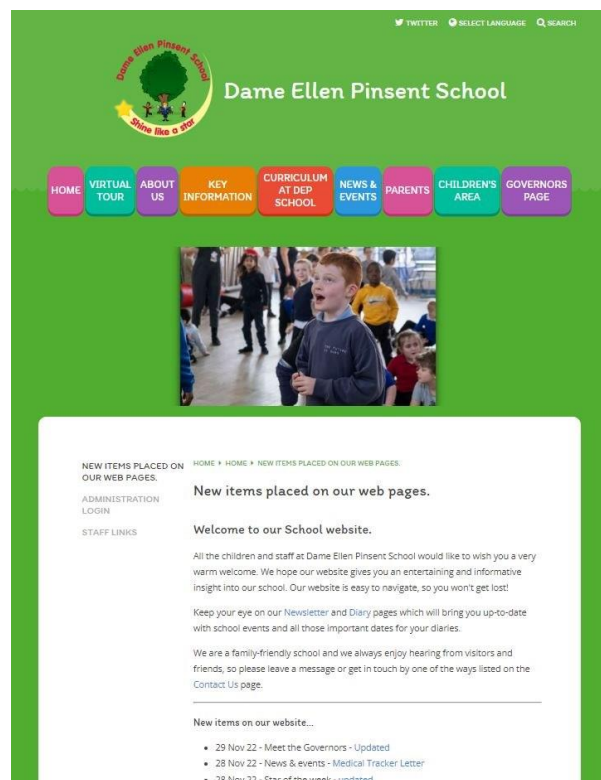 TWITTER SELECT LANGUAGE SEARCH
Dame Ellen Pinsent School
Shine like a star
Dame Ellen Pinsent School
HOME
VIRTUAL
TOUR
ABOUT
US
KEY
INFORMATION
CURRICULUM
AT DEP
SCHOOL
NEWS &
EVENTS
PARENTS
CHILDREN'S
AREA
GOVERNORS
PAGE
NEW ITEMS PLACED ON
OUR WEB PAGES.
ADMINISTRATION
LOGIN
STAFF LINKS
HOME HOME NEW ITEMS PLACED ON OUR WEB PAGES.
New items placed on our web pages.
Welcome to our School website.
All the children and staff at Dame Ellen Pinsent School would like to wish you a very
warm welcome. We hope our website gives you an entertaining and informative
insight into our school. Our website is easy to navigate, so you won't get lost!
Keep your eye on our Newsletter and Diary pages which will bring you up-to-date
with school events and all those important dates for your diaries.
We are a family-friendly school and we always enjoy hearing from visitors and
friends, so please leave a message or get in touch by one of the ways listed on the
Contact Us page.
New items on our website...
29 Nov 22 - Meet the Governors - Updated
28 Nov 22 - News & events - Medical Tracker Letter
28 Nov 22 - Star of the week - updated